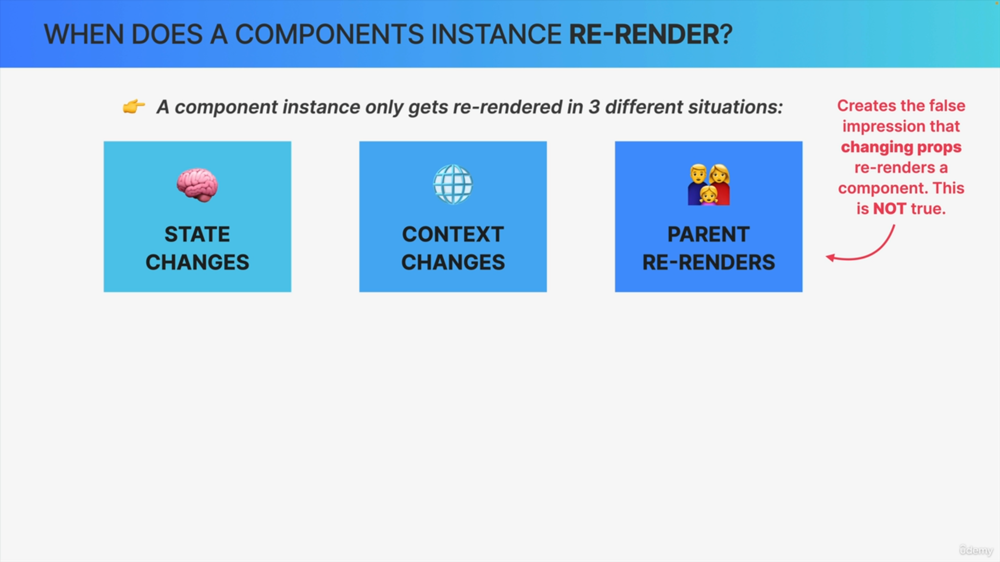 WHEN DOES A COMPONENTS INSTANCE RE-RENDER?
👉 A component instance only gets re-rendered in 3 different situations:
STATE
CHANGES
CONTEXT
CHANGES
PARENT
RE-RENDERS
Creates the false
impression that
changing props
re-renders a
component. This
is NOT true.
ûdemy